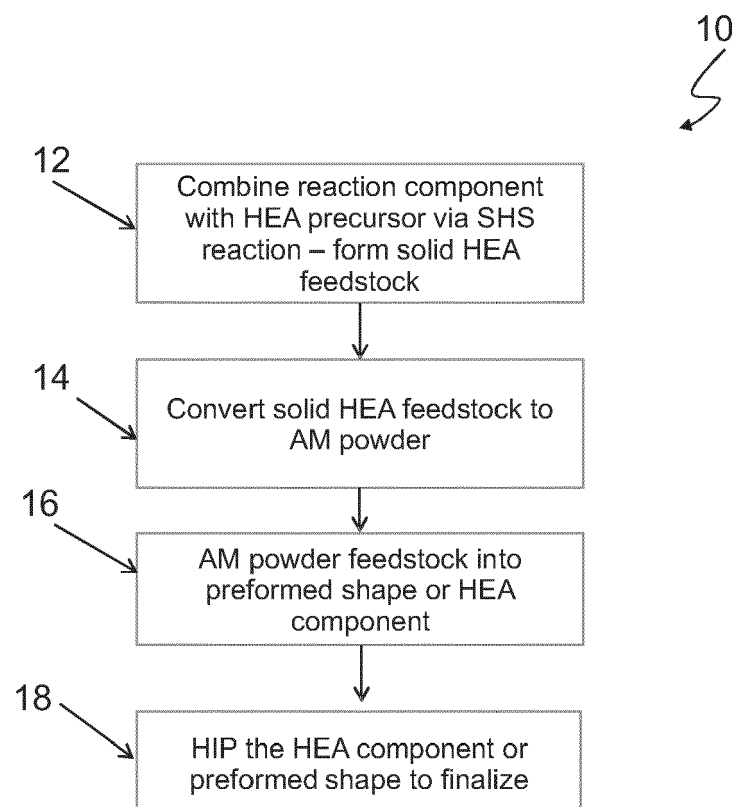 10
12
Combine reaction component
with HEA precursor via SHS
reaction – form solid HEA
feedstock
14
Convert solid HEA feedstock to
AM powder
16
AM powder feedstock into
preformed shape or HEA
component
18
HIP the HEA component or
preformed shape to finalize